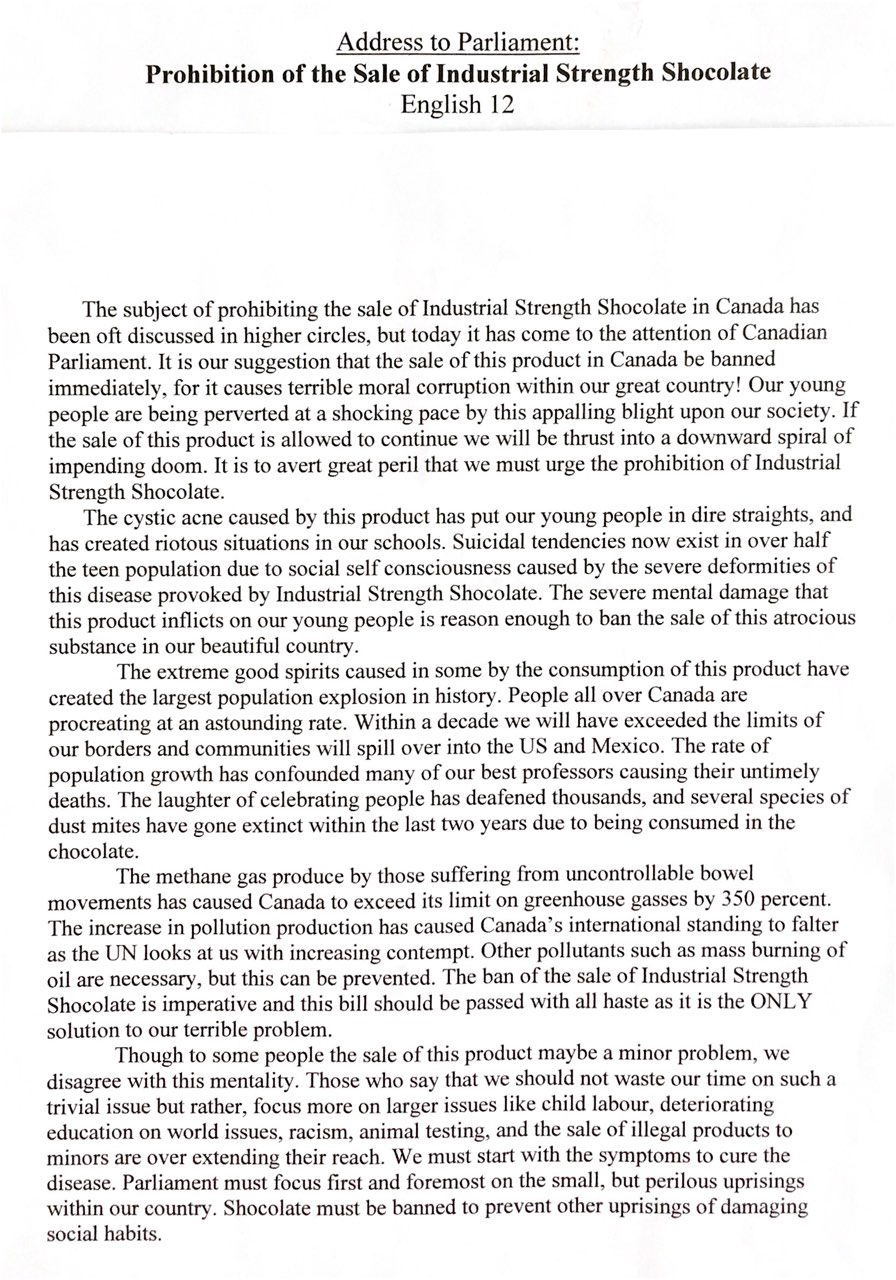 Address to Parliament:
Prohibition of the Sale of Industrial Strength Shocolate
English 12
The subject of prohibiting the sale of Industrial Strength Shocolate in Canada has
been oft discussed in higher circles, but today it has come to the attention of Canadian
Parliament. It is our suggestion that the sale of this product in Canada be banned
immediately, for it causes terrible moral corruption within our great country! Our young
people are being perverted at a shocking pace by this appalling blight upon our society. If
the sale of this product is allowed to continue we will be thrust into a downward spiral of
impending doom. It is to avert great peril that we must urge the prohibition of Industrial
Strength Shocolate.
The cystic acne caused by this product has put our young people in dire straights, and
has created riotous situations in our schools. Suicidal tendencies now exist in over half
the teen population due to social self consciousness caused by the severe deformities of
this disease provoked by Industrial Strength Shocolate. The severe mental damage that
this product inflicts on our young people is reason enough to ban the sale of this atrocious
substance in our beautiful country.
The extreme good spirits caused in some by the consumption of this product have
created the largest population explosion in history. People all over Canada are
procreating at an astounding rate. Within a decade we will have exceeded the limits of
our borders and communities will spill over into the US and Mexico. The rate of
population growth has confounded many of our best professors causing their untimely
deaths. The laughter of celebrating people has deafened thousands, and several species of
dust mites have gone extinct within the last two years due to being consumed in the
chocolate.
The methane gas produce by those suffering from uncontrollable bowel
movements has caused Canada to exceed its limit on greenhouse gasses by 350 percent.
The increase in pollution production has caused Canada's international standing to falter
as the UN looks at us with increasing contempt. Other pollutants such as mass burning of
oil are necessary, but this can be prevented. The ban of the sale of Industrial Strength
Shocolate is imperative and this bill should be passed with all haste as it is the ONLY
solution to our terrible problem.
Though to some people the sale of this product maybe a minor problem, we
disagree with this mentality. Those who say that we should not waste our time on such a
trivial issue but rather, focus more on larger issues like child labour, deteriorating
education on world issues, racism, animal testing, and the sale of illegal products to
minors are over extending their reach. We must start with the symptoms to cure the
disease. Parliament must focus first and foremost on the small, but perilous uprisings
within our country. Shocolate must be banned to prevent other uprisings of damaging
social habits.